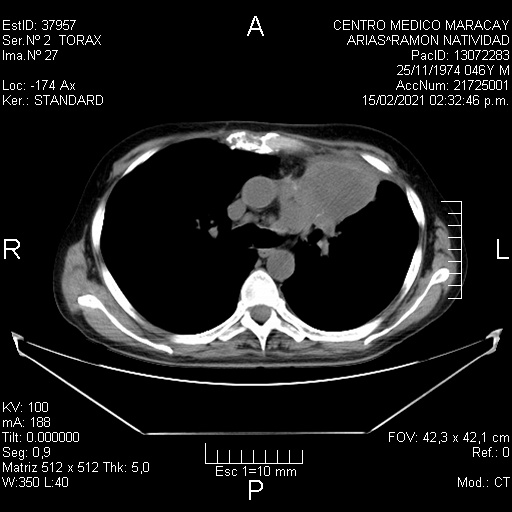 EstID: 37957
Ser.Nº 2 TORAX
Ima.Nº 27
Loc: -174 Ax
Ker.: STANDARD
A
CENTRO MEDICO MARACAY
ARIAS^RAMON NATIVIDAD
PacID: 13072283
25/11/1974 046Y M
AccNum: 21725001
15/02/2021 02:32:46 p.m.
R
L
KV: 100
mA: 188
Tilt: 0.000000
Seg: 0,9
Matriz 512 x 512 Thk: 5,0
W:350 L:40
Esc 1=10 mm
P
FOV: 42,3 x 42,1 cm
Ref.: 0
Mod.: CT